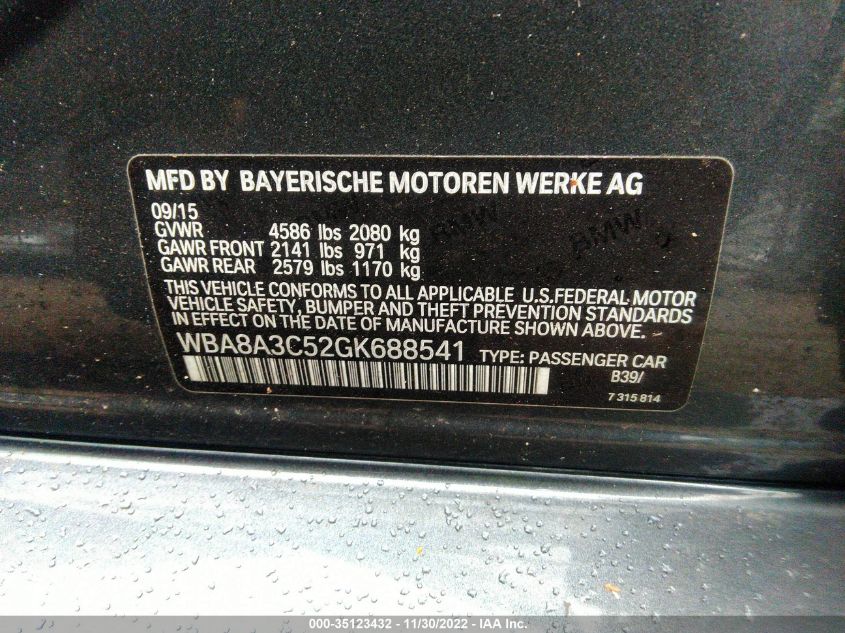 MFD BY BAYERISCHE MOTOREN WERKE AG
09/15
GVWR 4586 lbs 2080 kg
GAWR FRONT 2141 lbs 971 kg
GAWR REAR 2579 lbs 1170 kg
THIS VEHICLE CONFORMS TO ALL APPLICABLE U.S.FEDERAL MOTOR
VEHICLE SAFETY, BUMPER AND THEFT PREVENTION STANDARDS
IN EFFECT ON THE DATE OF MANUFACTURE SHOWN ABOVE.
WBA8A3C52GK688541 TYPE: PASSENGER CAR
B39/
7 315 814
BMW
BMW
000-35123432 - 11/30/2022 - IAA Inc.